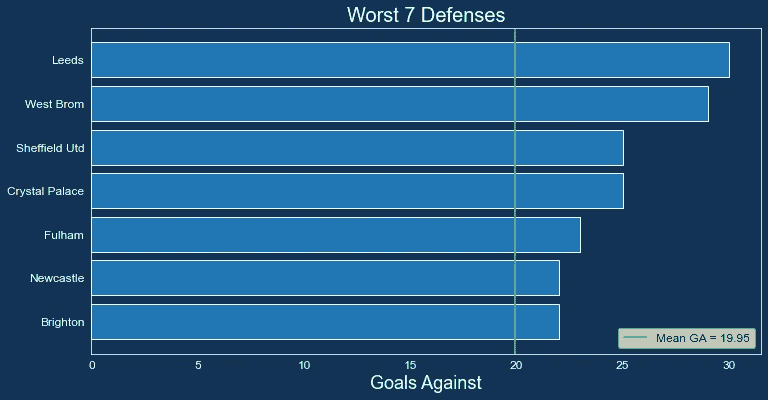 Worst 7 Defenses
Leeds
West Brom
Sheffield Utd
Crystal Palace
Fulham
Newcastle
Brighton
Mean GA = 19.95
0 5 10 15 20 25 30
Goals Against